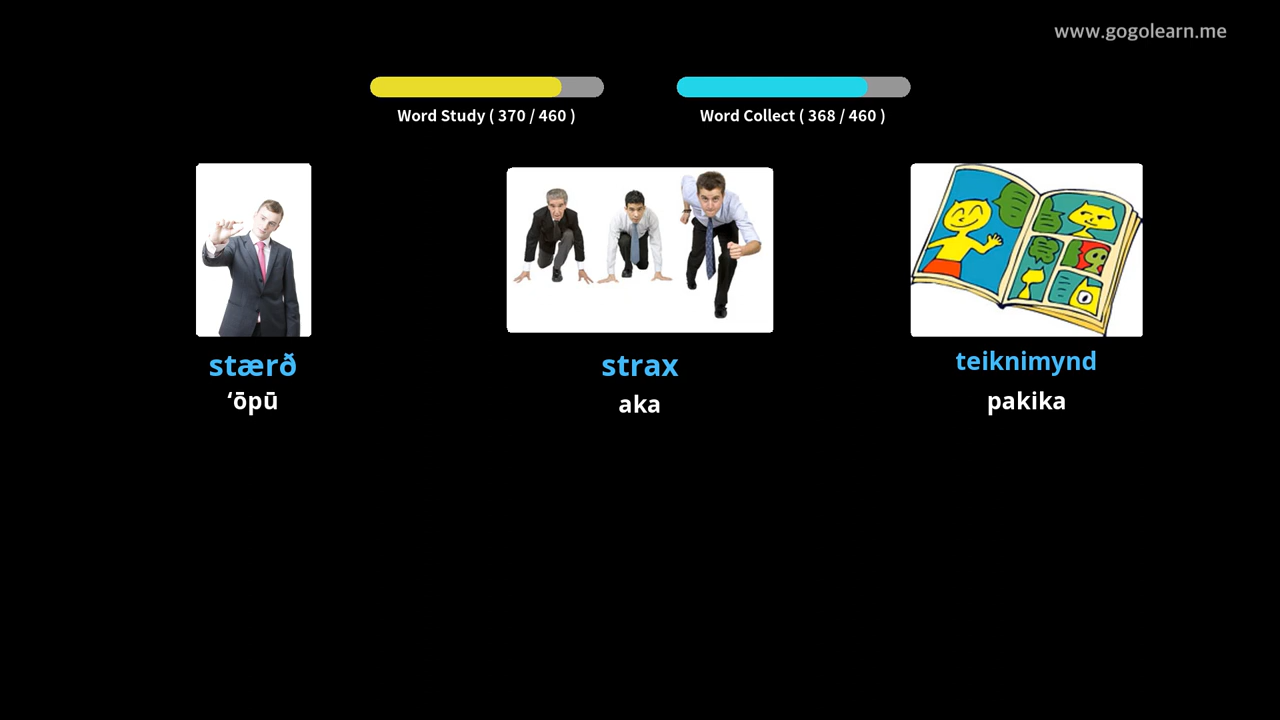 www.gogolearn.me
Word Study ( 370 / 460 )
Word Collect ( 368 / 460 )
stærð
ʻōpū
strax
aka
teiknimynd
pakika